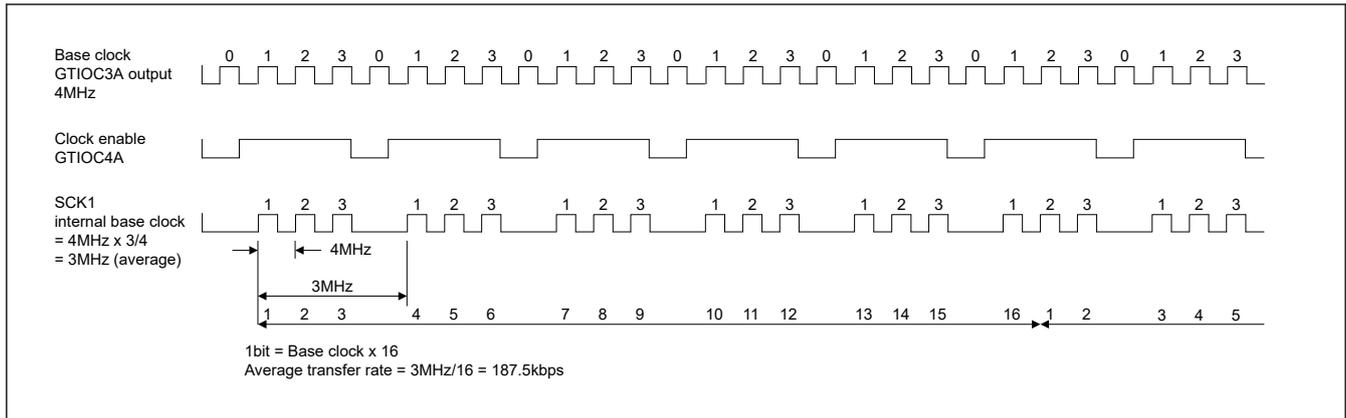 Base clock
GTIOC3A output
4MHz
0 1 2 3 0 1 2 3 0 1 2 3 0 1 2 3 0 1 2 3 0 1 2 3 0 1 2 3
Clock enable
GTIOC4A
SCK1
internal base clock
= 4MHz x 3/4
= 3MHz (average)
1 2 3 1 2 3 1 2 3 1 2 3 1 2 3 1 2 3 1 2 3
4MHz
3MHz
1 2 3 4 5 6 7 8 9 10 11 12 13 14 15 16 1 2 3 4 5
1bit = Base clock x 16
Average transfer rate = 3MHz/16 = 187.5kbps